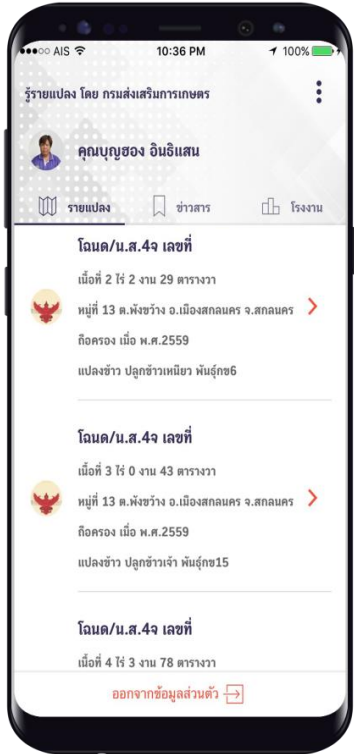 AIS 10:36 PM 100%
รู้รายแปลง โดย กรมส่งเสริมการเกษตร
คุณบุญฮอง อินธิแสน
รายแปลง ข่าวสาร โรงงาน
โฉนด/น.ส.4จ เลขที่
เนื้อที่ 2 ไร่ 2 งาน 29 ตารางวา
หมู่ที่ 13 ต.พังขว้าง อ.เมืองสกลนคร จ.สกลนคร
ถือครอง เมื่อ พ.ศ.2559
แปลงข้าว ปลูกข้าวเหนียว พันธุ์กข6
โฉนด/น.ส.4จ เลขที่
เนื้อที่ 3 ไร่ 0 งาน 43 ตารางวา
หมู่ที่ 13 ต.พังขว้าง อ.เมืองสกลนคร จ.สกลนคร
ถือครอง เมื่อ พ.ศ.2559
แปลงข้าว ปลูกข้าวเจ้า พันธุ์กข15
โฉนด/น.ส.4จ เลขที่
เนื้อที่ 4 ไร่ 3 งาน 78 ตารางวา
ออกจากข้อมูลส่วนตัว